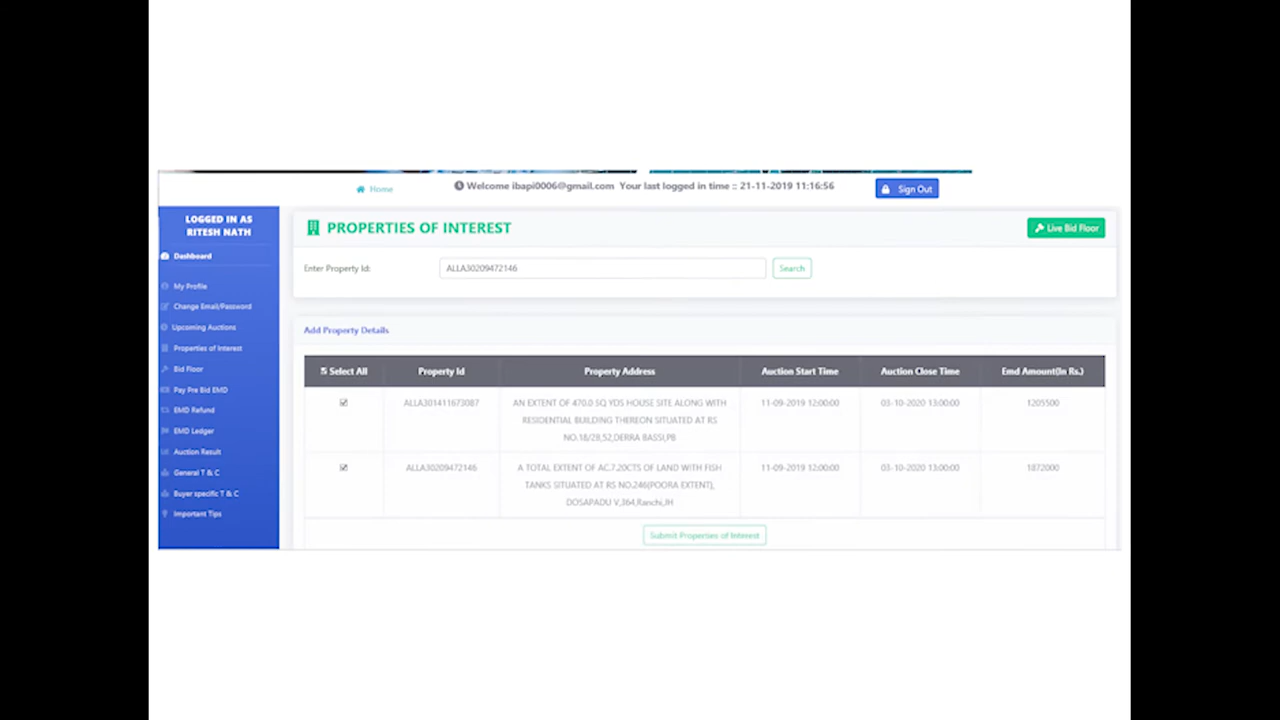 Home
Welcome ibapi0006@gmail.com Your last logged in time :: 21-11-2019 11:16:56
Sign Out
LOGGED IN AS
RITESH NATH
Dashboard
My Profile
Change Email/Password
Upcoming Auctions
Properties of Interest
Bid Floor
Pay Pre Bid EMD
EMD Refund
EMD Ledger
Auction Result
General T & C
Buyer specific T & C
Important Tips
PROPERTIES OF INTEREST
Live Bid Floor
Enter Property Id: ALLA30209472146 Search
Add Property Details
Select All Property Id Property Address Auction Start Time Auction Close Time Emd Amount(In Rs.)
ALLA301411673087 AN EXTENT OF 470.0 SQ YDS HOUSE SITE ALONG WITH 11-09-2019 12:00:00 03-10-2020 13:00:00 1205500
RESIDENTIAL BUILDING THEREON SITUATED AT RS
NO.18/28,52,DERRA BASSI,PB
ALLA30209472146 A TOTAL EXTENT OF AC.7.20CTS OF LAND WITH FISH 11-09-2019 12:00:00 03-10-2020 13:00:00 1872000
TANKS SITUATED AT RS NO.246(POORA EXTENT),
DOSAPADU V,364,Ranchi,JH
Submit Properties of Interest